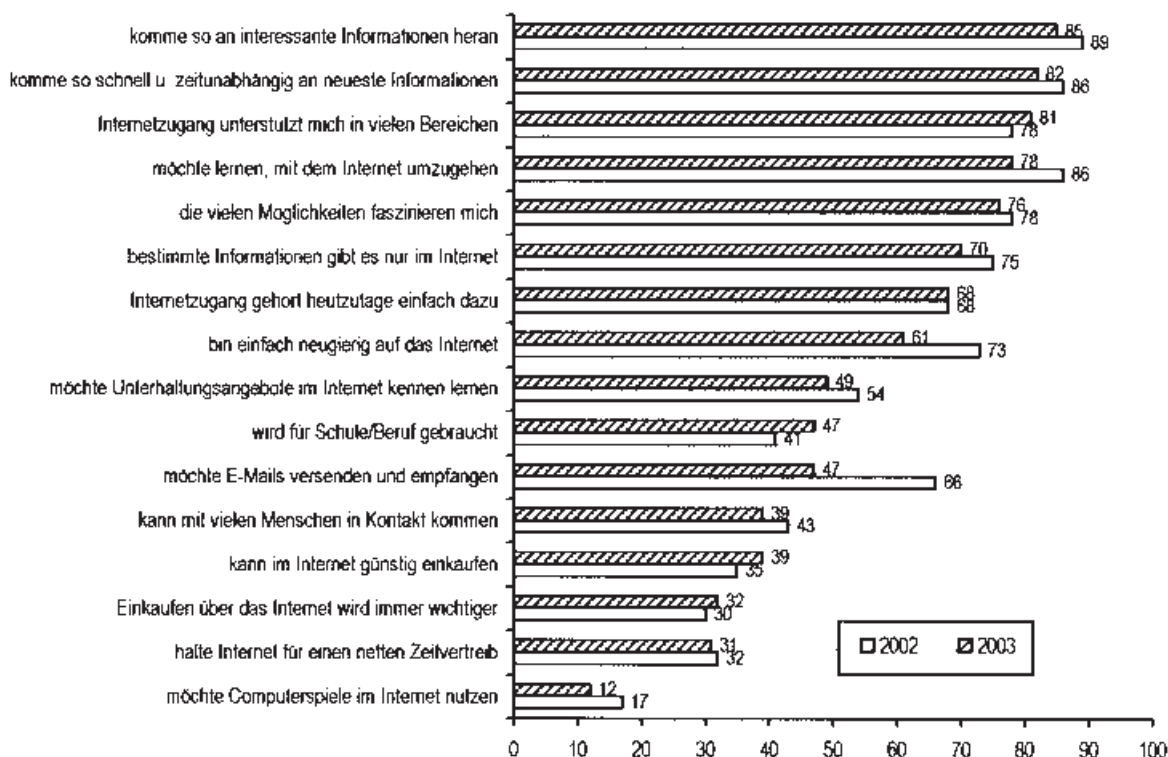 komme so an interessante Informationen heran
85
89
komme so schnell u zeitunabhängig an neueste Informationen
82
86
Internetzugang unterstutzt mich in vielen Bereichen
81
78
möchte lernen, mit dem Internet umzugehen
78
86
die vielen Moglichkeiten faszinieren mich
76
78
bestimmte Informationen gibt es nur im Internet
70
75
Internetzugang gehort heutzutage einfach dazu
68
68
bin einfach neugierig auf das Internet
61
73
möchte Unterhaltungsangebote im Internet kennen lernen
49
54
wird für Schule/Beruf gebraucht
47
41
möchte E-Mails versenden und empfangen
47
66
kann mit vielen Menschen in Kontakt kommen
39
43
kann im Internet günstig einkaufen
39
35
Einkaufen über das Internet wird immer wichtiger
32
30
halte Internet für einen netten Zeitvertreib
31
32
möchte Computerspiele im Internet nutzen
12
17
2002 2003
0 10 20 30 40 50 60 70 80 90 100